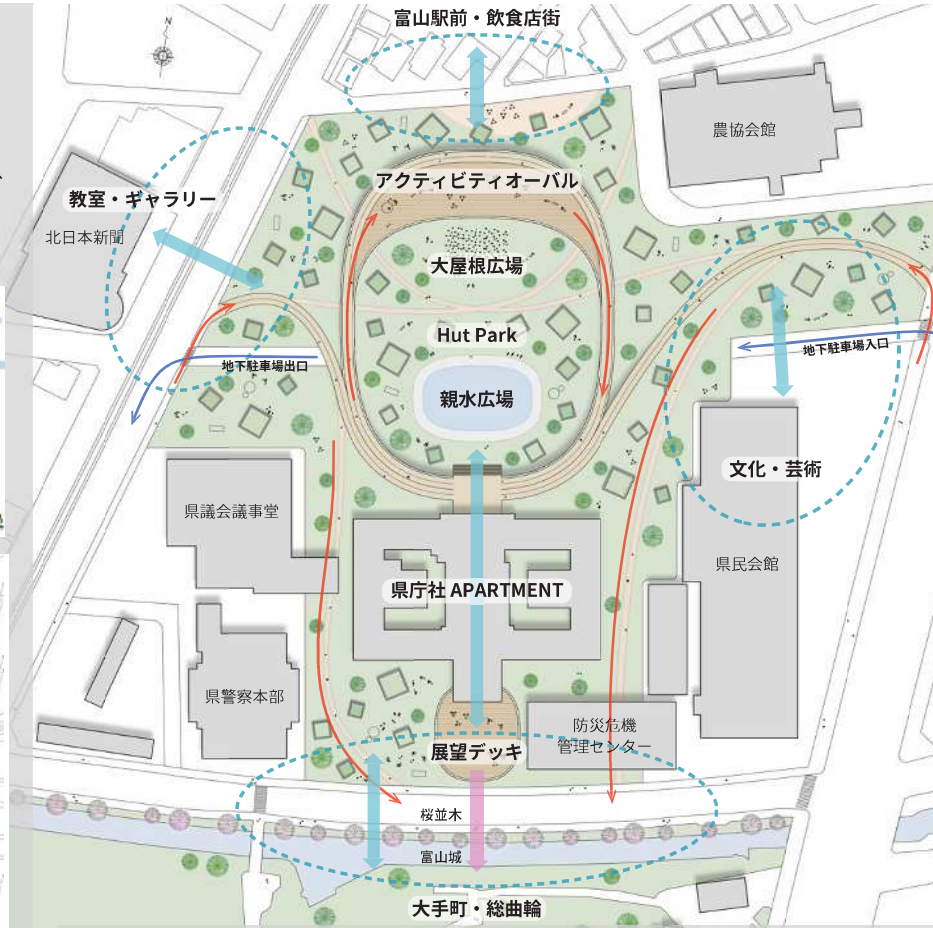 富山駅前・飲食店街
N
農協会館
アクティビティオーバル
教室・ギャラリー
北日本新聞
大屋根広場
Hut Park
地下駐車場入口
地下駐車場出口
親水広場
文化・芸術
県議会議事堂
県民会館
県庁社 APARTMENT
県警察本部
防災危機
管理センター
展望デッキ
桜並木
富山城
大手町・総曲輪